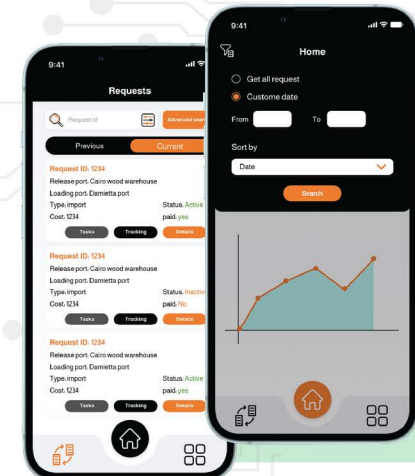 9:41
Requests
Request id
Previous
Current
Request ID: 1234
Release port: Cairo wood warehouse
Loading port: Damietta port
Type: import
Status: Active
Cost: 1234
paid: yes
Tasks
Tracking
Details
Request ID: 1234
Release port: Cairo wood warehouse
Loading port: Damietta port
Type: import
Status: Inactiv
Cost: 1234
paid: No
Tasks
Tracking
Details
Request ID: 1234
Release port: Cairo wood warehouse
Loading port: Damietta port
Type: import
Status: Active
Cost: 1234
paid: yes
Tasks
Tracking
Details
9:41
Home
Get all request
Custome date
From
To
Sort by
Date
Search